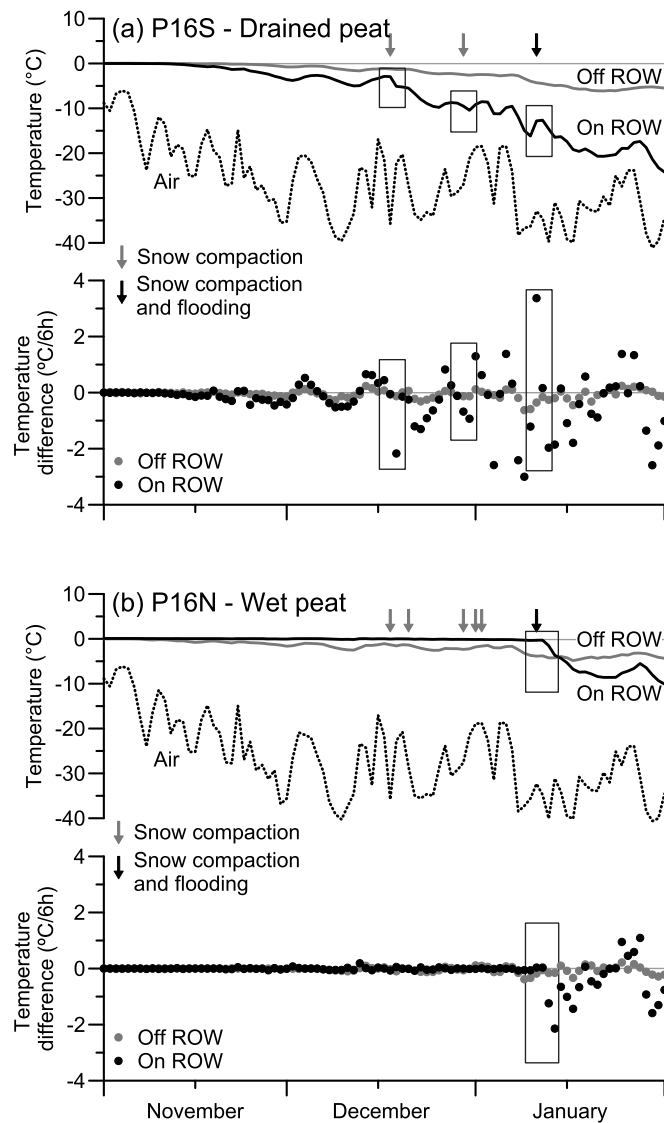 (a) P16S - Drained peat
Temperature (°C)
10
0
-10
-20
-30
-40
Off ROW
On ROW
Air
Snow compaction
Snow compaction
and flooding
Temperature
difference (ºC/6h)
4
2
0
-2
-4
Off ROW
On ROW
(b) P16N - Wet peat
Temperature (°C)
10
0
-10
-20
-30
-40
Off ROW
On ROW
Air
Snow compaction
Snow compaction
and flooding
Temperature
difference (ºC/6h)
4
2
0
-2
-4
Off ROW
On ROW
November December January